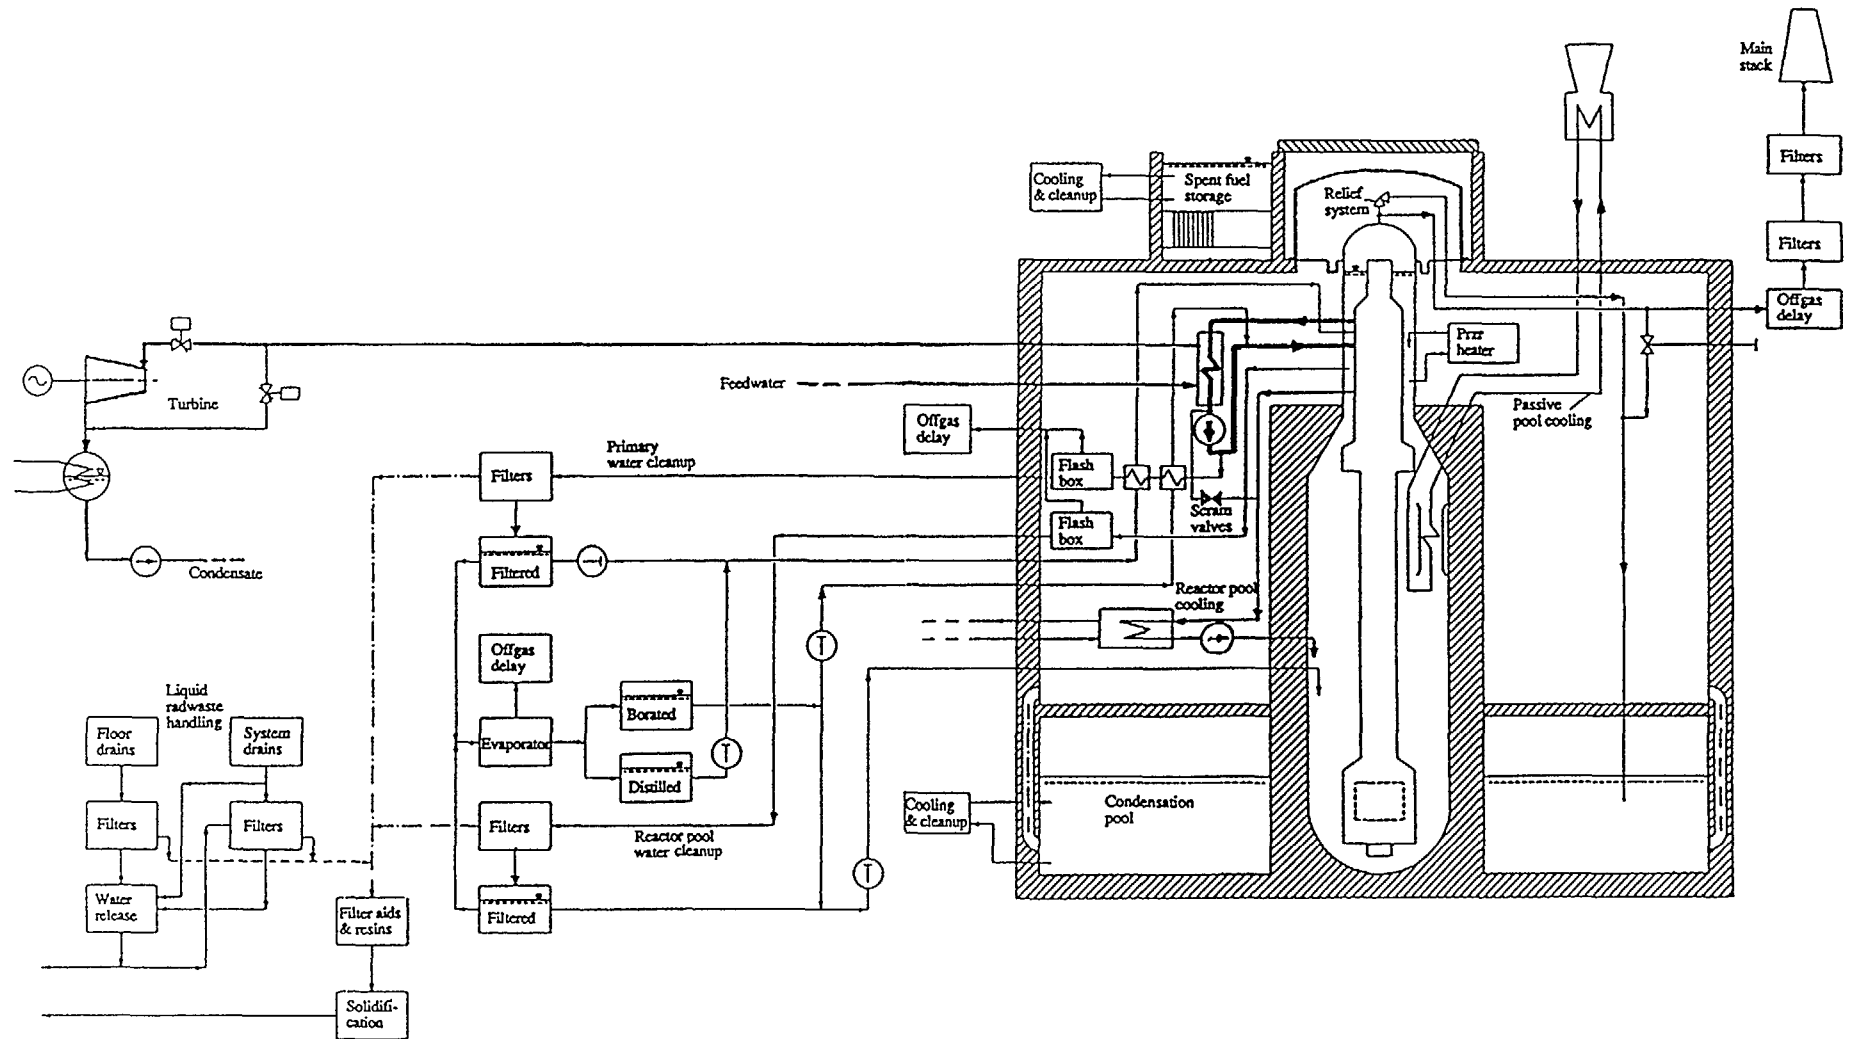 Main
stack
Filters
Filters
Offgas
delay
Cooling
& cleanup
Spent fuel
storage
Relief
system
Przr
heater
Passive
pool cooling
Feedwater
Turbine
Condensate
Offgas
delay
Flash
box
Flash
box
Scram
valves
Primary
water cleanup
Filters
Filtered
Reactor pool
cooling
Offgas
delay
Evaporator
Borated
Distilled
Filters
Reactor pool
water cleanup
Filtered
Liquid
radwaste
handling
Floor
drains
System
drains
Filters
Filters
Water
release
Filter aids
& resins
Solidifi-
cation
Cooling
& cleanup
Condensation
pool